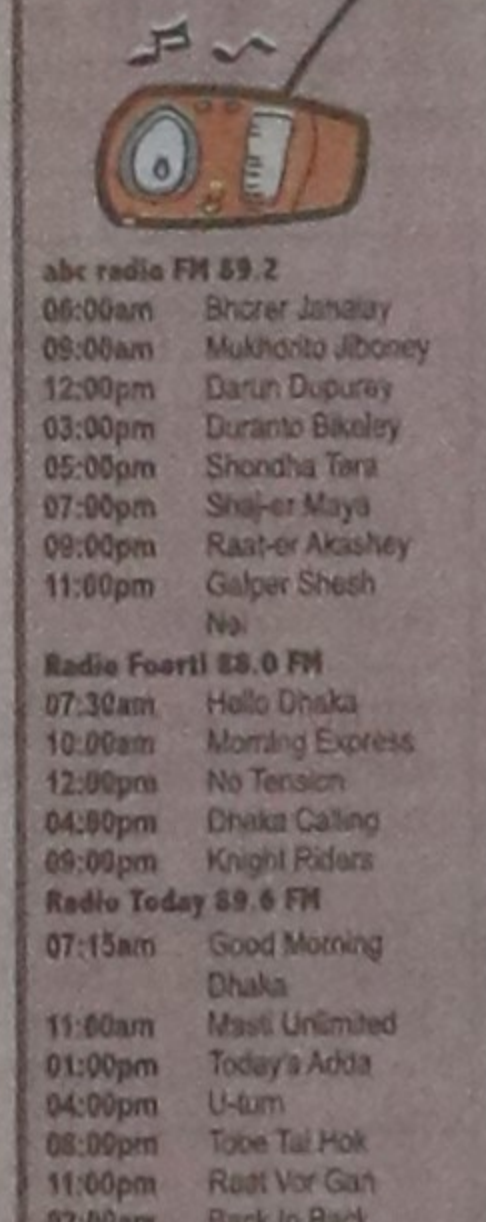 abc radio FM 89.2
06:00am Bhorer Janalay
09:00am Mukhorito Jiboney
12:00pm Darun Dupurey
03:00pm Duranto Bikeley
05:00pm Shondha Tara
07:00pm Shaj-er Maya
09:00pm Raat-er Akashey
11:00pm Galper Shesh
Nei
Radio Foorti 88.0 FM
07:30am Hello Dhaka
10:00am Morning Express
12:00pm No Tension
04:00pm Dhaka Calling
09:00pm Knight Riders
Radio Today 89.6 FM
07:15am Good Morning
Dhaka
11:00am Masti Unlimited
01:00pm Today's Adda
04:00pm U-turn
08:00pm Tobe Tai Hok
11:00pm Raat Vor Gan
Back to Back